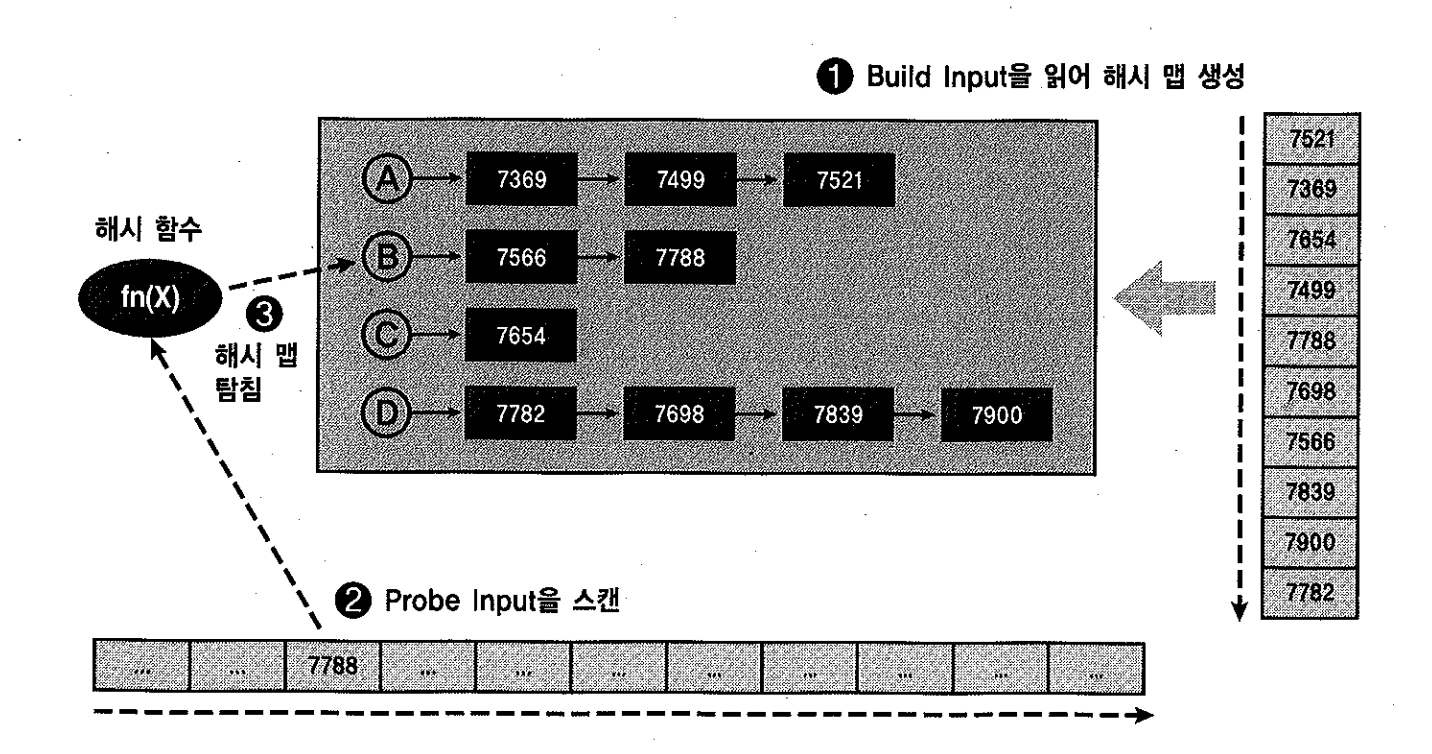 ❶ Build Input을 읽어 해시 맵 생성
7521
7369
7654
7499
7788
7698
7566
7839
7900
7782
A 7369 7499 7521
B 7566 7788
C 7654
D 7782 7698 7839 7900
해시 함수
fn(X)
❸
해시 맵
탐침
❷ Probe Input을 스캔
... ... 7788 ... ... ... ... ... ... ... ...